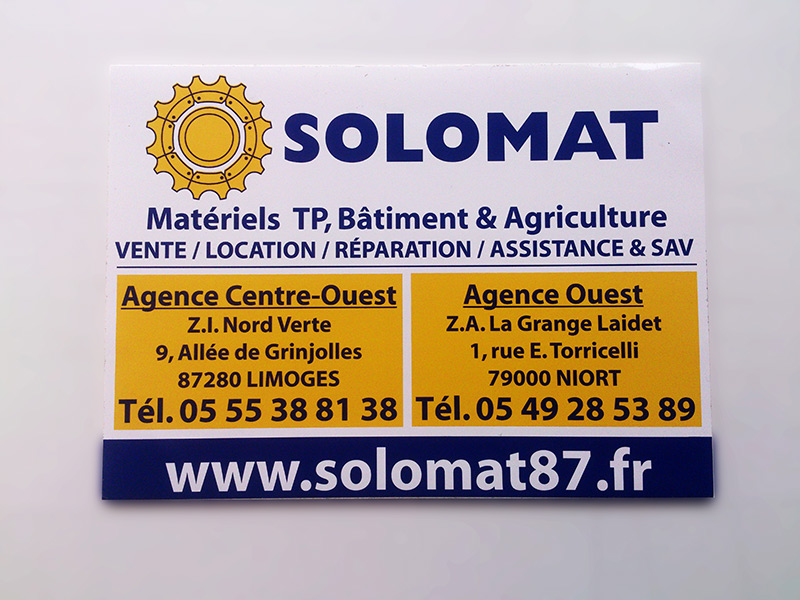 SOLOMAT
Matériels TP, Bâtiment & Agriculture
VENTE / LOCATION / RÉPARATION / ASSISTANCE & SAV
Agence Centre-Ouest
Z.I. Nord Verte
9, Allée de Grinjolles
87280 LIMOGES
Tél. 05 55 38 81 38
Agence Ouest
Z.A. La Grange Laidet
1, rue E. Torricelli
79000 NIORT
Tél. 05 49 28 53 89
www.solomat87.fr